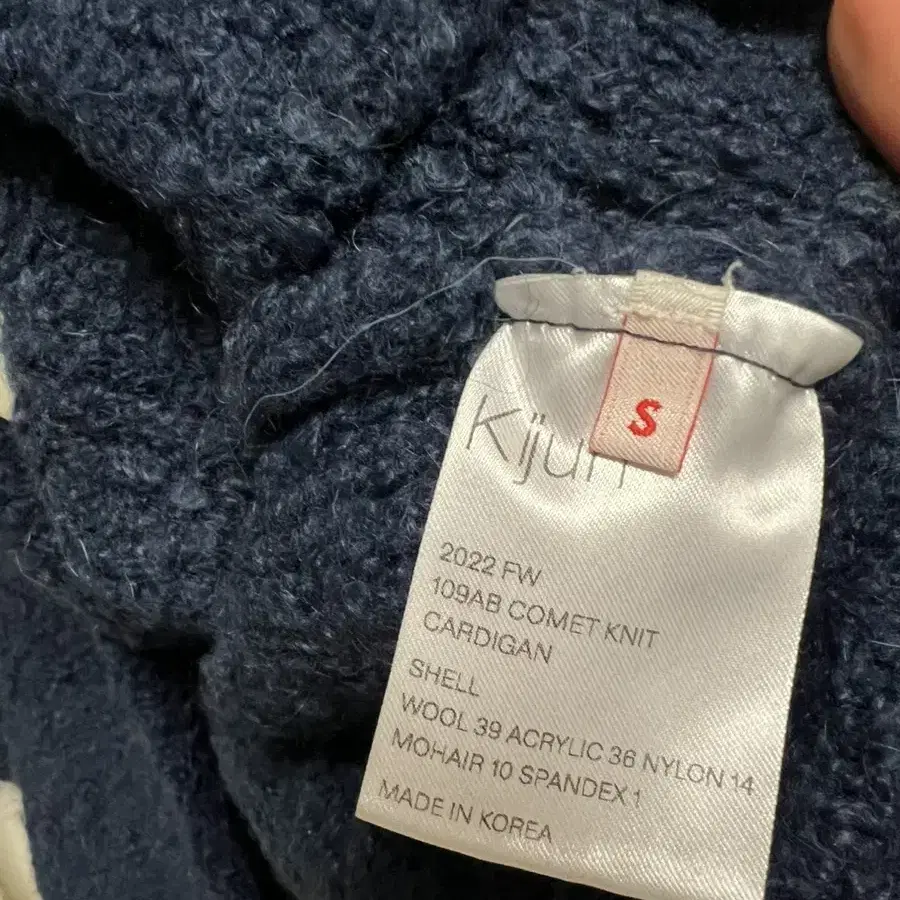 S
Kijun
2022 FW
109AB COMET KNIT
CARDIGAN
SHELL
WOOL 39 ACRYLIC 36 NYLON 14
MOHAIR 10 SPANDEX 1
MADE IN KOREA